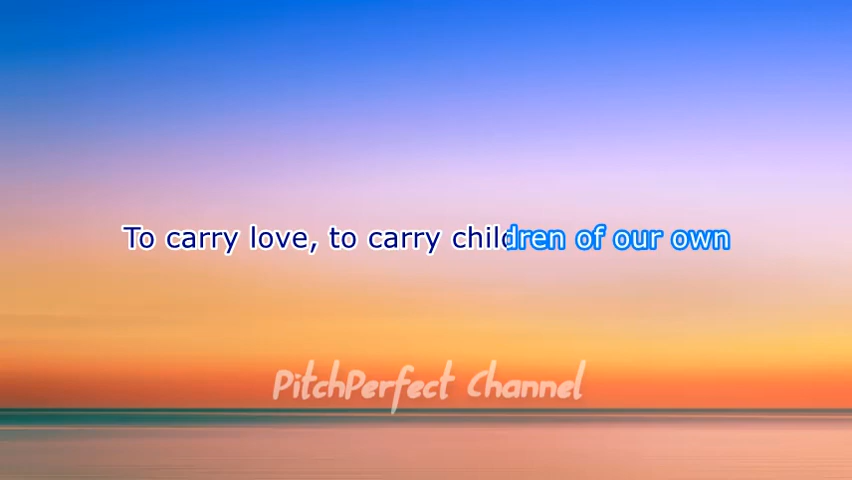 To carry love, to carry children of our own
PitchPerfect Channel